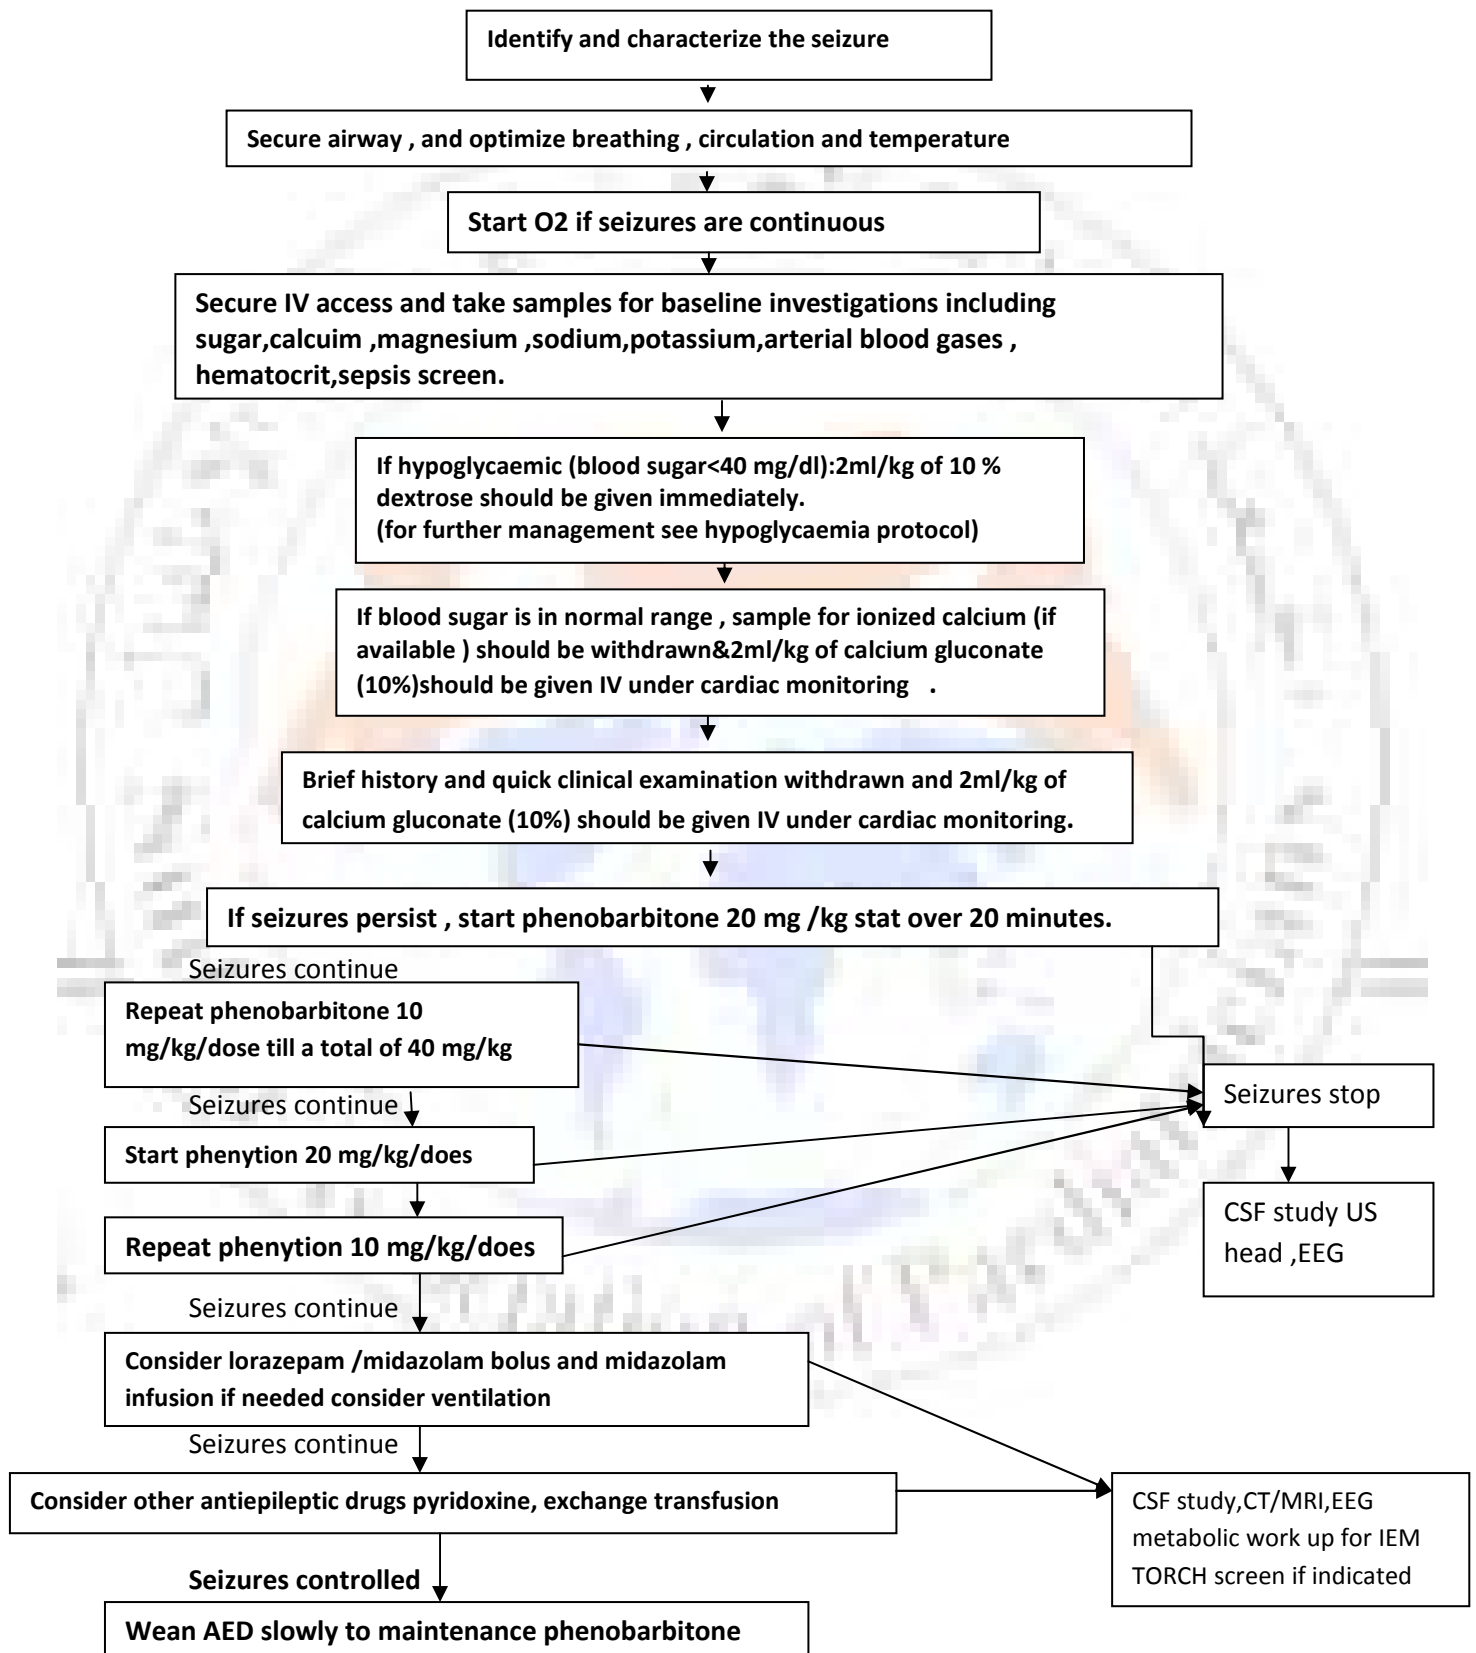 Identify and characterize the seizure
Secure airway , and optimize breathing , circulation and temperature
Start O2 if seizures are continuous
Secure IV access and take samples for baseline investigations including
sugar,calcuim ,magnesium ,sodium,potassium,arterial blood gases ,
hematocrit,sepsis screen.
If hypoglycaemic (blood sugar<40 mg/dl):2ml/kg of 10 %
dextrose should be given immediately.
(for further management see hypoglycaemia protocol)
If blood sugar is in normal range , sample for ionized calcium (if
available ) should be withdrawn&2ml/kg of calcium gluconate
(10%)should be given IV under cardiac monitoring .
Brief history and quick clinical examination withdrawn and 2ml/kg of
calcium gluconate (10%) should be given IV under cardiac monitoring.
If seizures persist , start phenobarbitone 20 mg /kg stat over 20 minutes.
Seizures continue
Repeat phenobarbitone 10
mg/kg/dose till a total of 40 mg/kg
Seizures stop
Seizures continue
Start phenytion 20 mg/kg/does
CSF study US
head ,EEG
Repeat phenytion 10 mg/kg/does
Seizures continue
Consider lorazepam /midazolam bolus and midazolam
infusion if needed consider ventilation
Seizures continue
Consider other antiepileptic drugs pyridoxine, exchange transfusion
CSF study,CT/MRI,EEG
metabolic work up for IEM
TORCH screen if indicated
Seizures controlled
Wean AED slowly to maintenance phenobarbitone